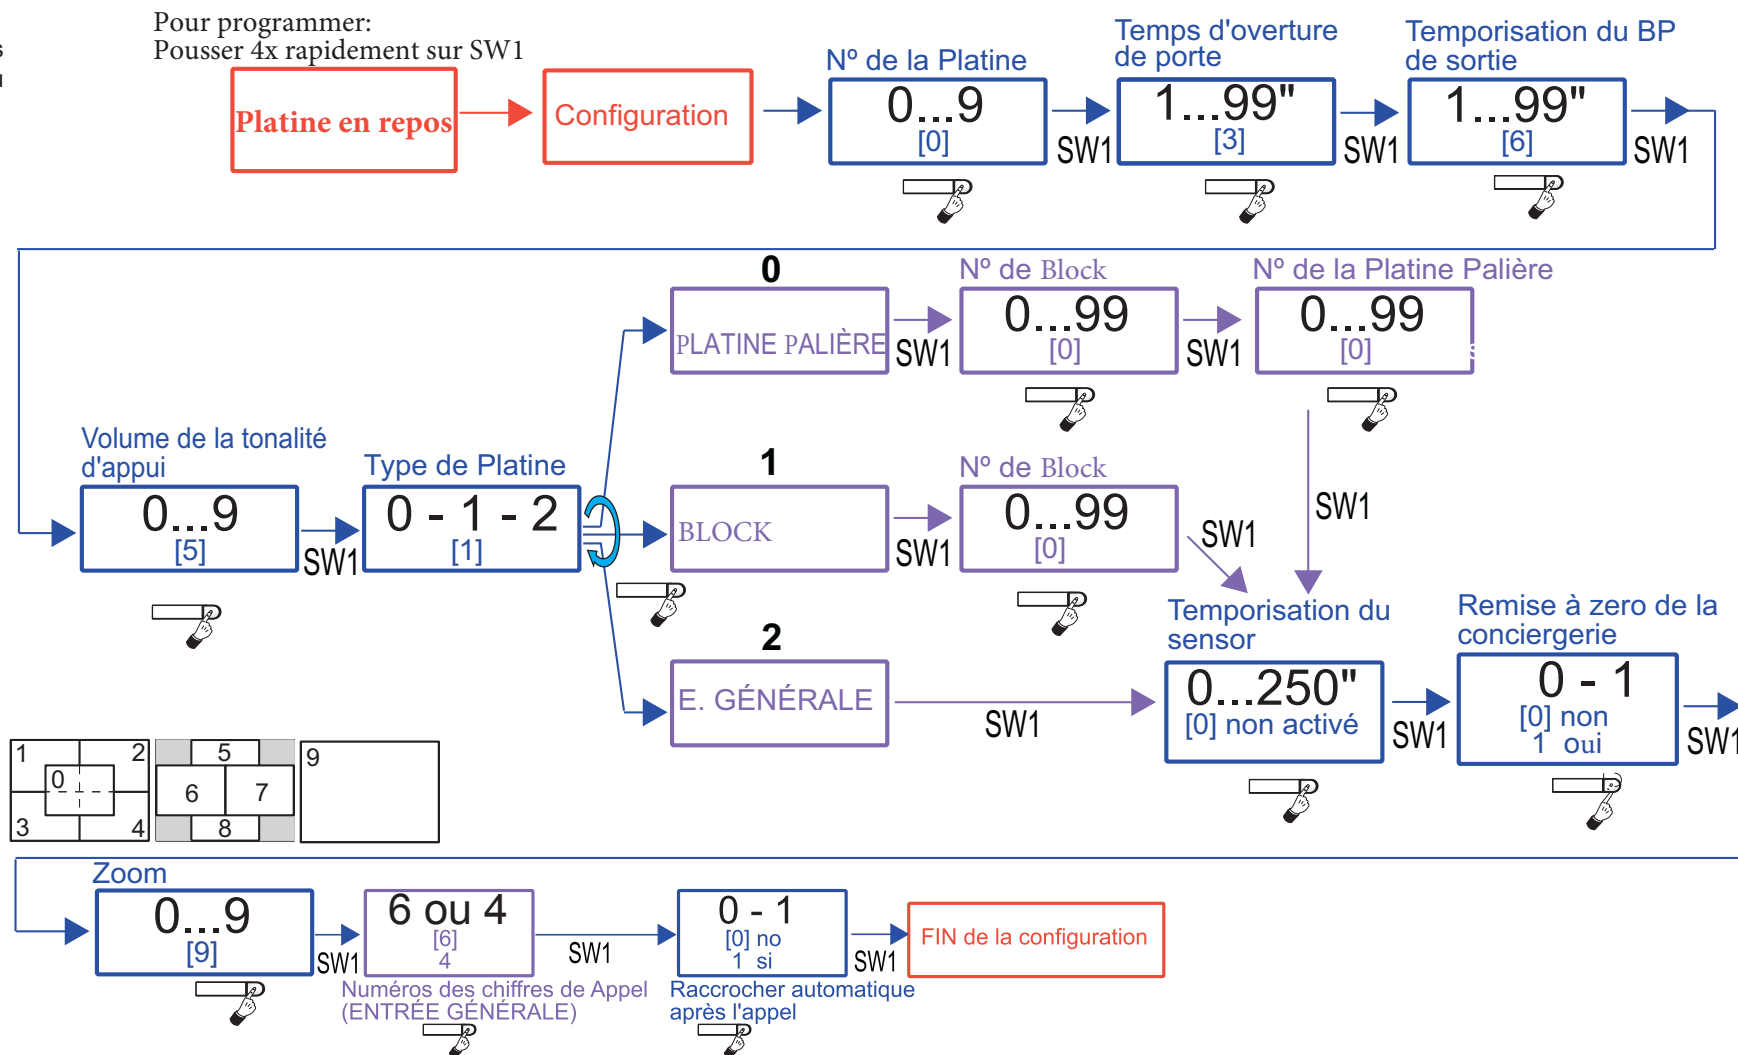 Pour programmer:
Pousser 4x rapidement sur SW1
s
Platine en repos
Configuration
Nº de la Platine
0...9
[0]
SW1
Temps d'overture
de porte
1...99"
[3]
SW1
Temporisation du BP
de sortie
1...99"
[6]
SW1
Volume de la tonalité
d'appui
0...9
[5]
SW1
Type de Platine
0 - 1 - 2
[1]
0
PLATINE PALIÈRE
SW1
Nº de Block
0...99
[0]
SW1
Nº de la Platine Palière
0...99
[0]
SW1
1
BLOCK
SW1
Nº de Block
0...99
[0]
SW1
2
E. GÉNÉRALE
SW1
Temporisation du
sensor
0...250"
[0] non activé
SW1
Remise à zero de la
conciergerie
0 - 1
[0] non
1 oui
SW1
1 2
0
3 4
5
6 7
8
9
Zoom
0...9
[9]
SW1
6 ou 4
[6]
4
Numéros des chiffres de Appel
(ENTRÉE GÉNÉRALE)
SW1
0 - 1
[0] no
1 si
Raccrocher automatique
après l'appel
SW1
FIN de la configuration